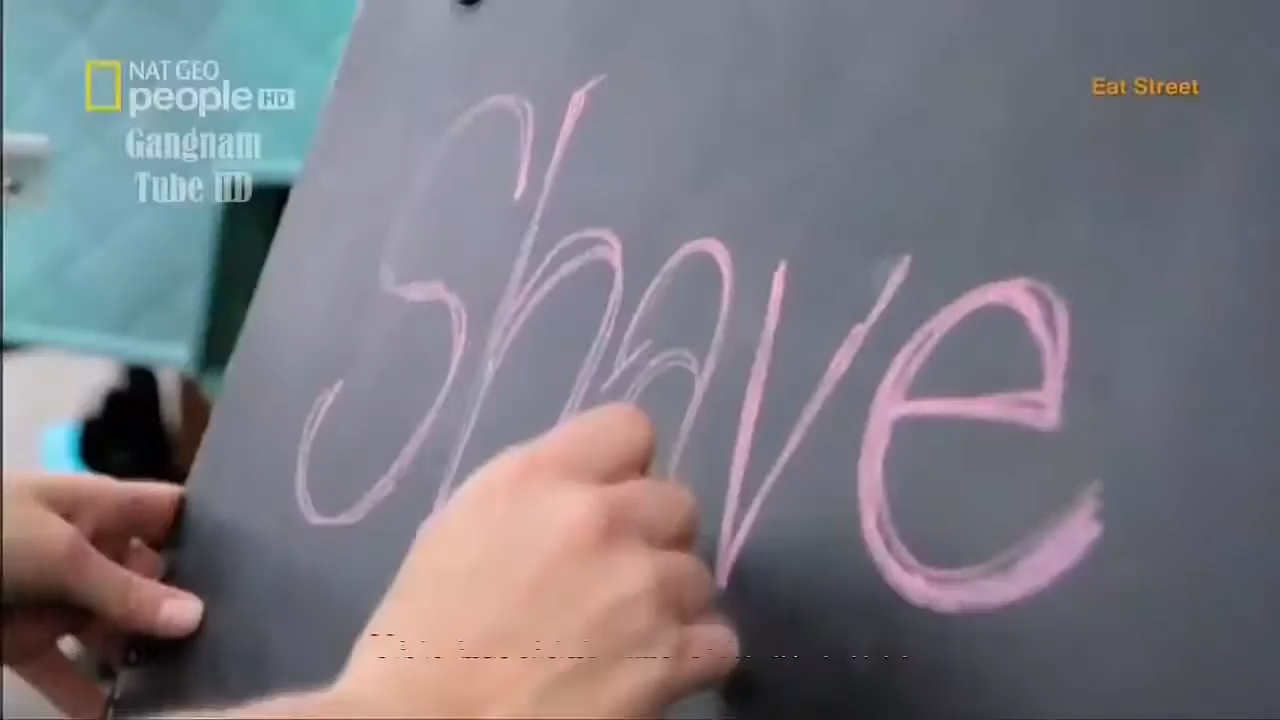 NAT GEO
people HD
Gangnam
Tube HD
Eat Street
Shave